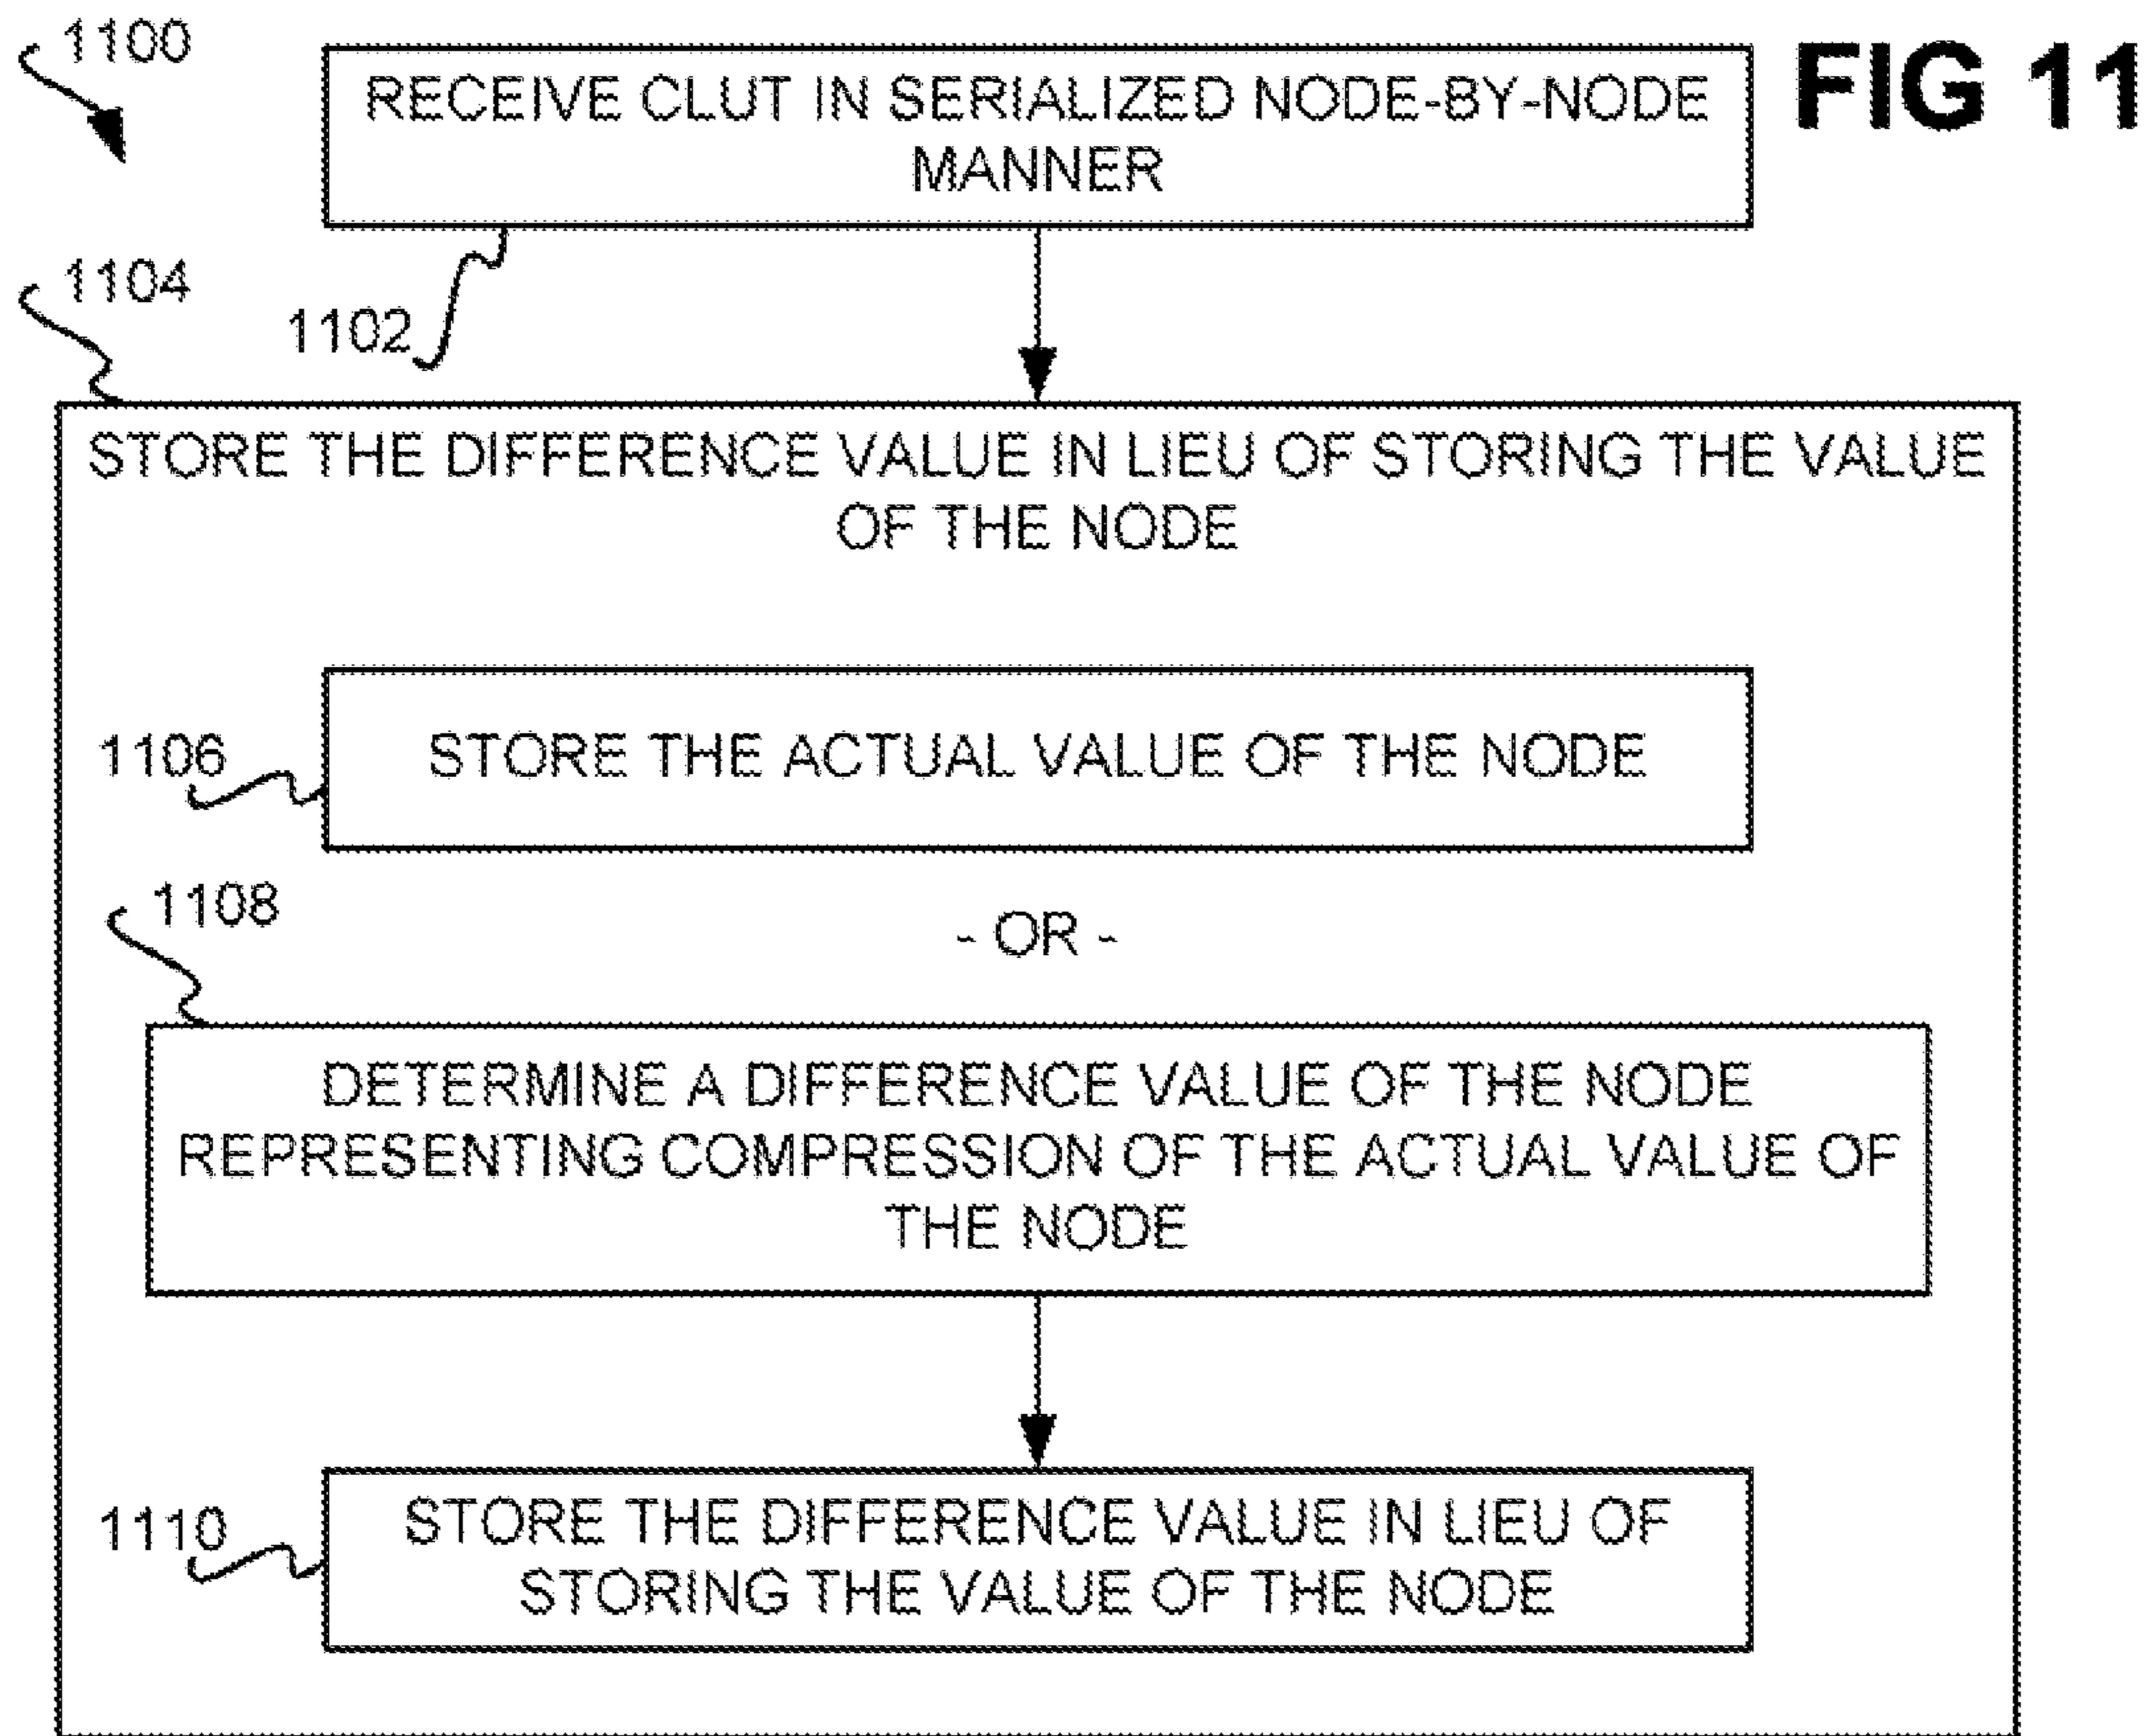 1100
FIG 11
RECEIVE CLUT IN SERIALIZED NODE-BY-NODE
MANNER
1104
1102
STORE THE DIFFERENCE VALUE IN LIEU OF STORING THE VALUE
OF THE NODE
1106
STORE THE ACTUAL VALUE OF THE NODE
1108
- OR -
DETERMINE A DIFFERENCE VALUE OF THE NODE
REPRESENTING COMPRESSION OF THE ACTUAL VALUE OF
THE NODE
1110
STORE THE DIFFERENCE VALUE IN LIEU OF
STORING THE VALUE OF THE NODE